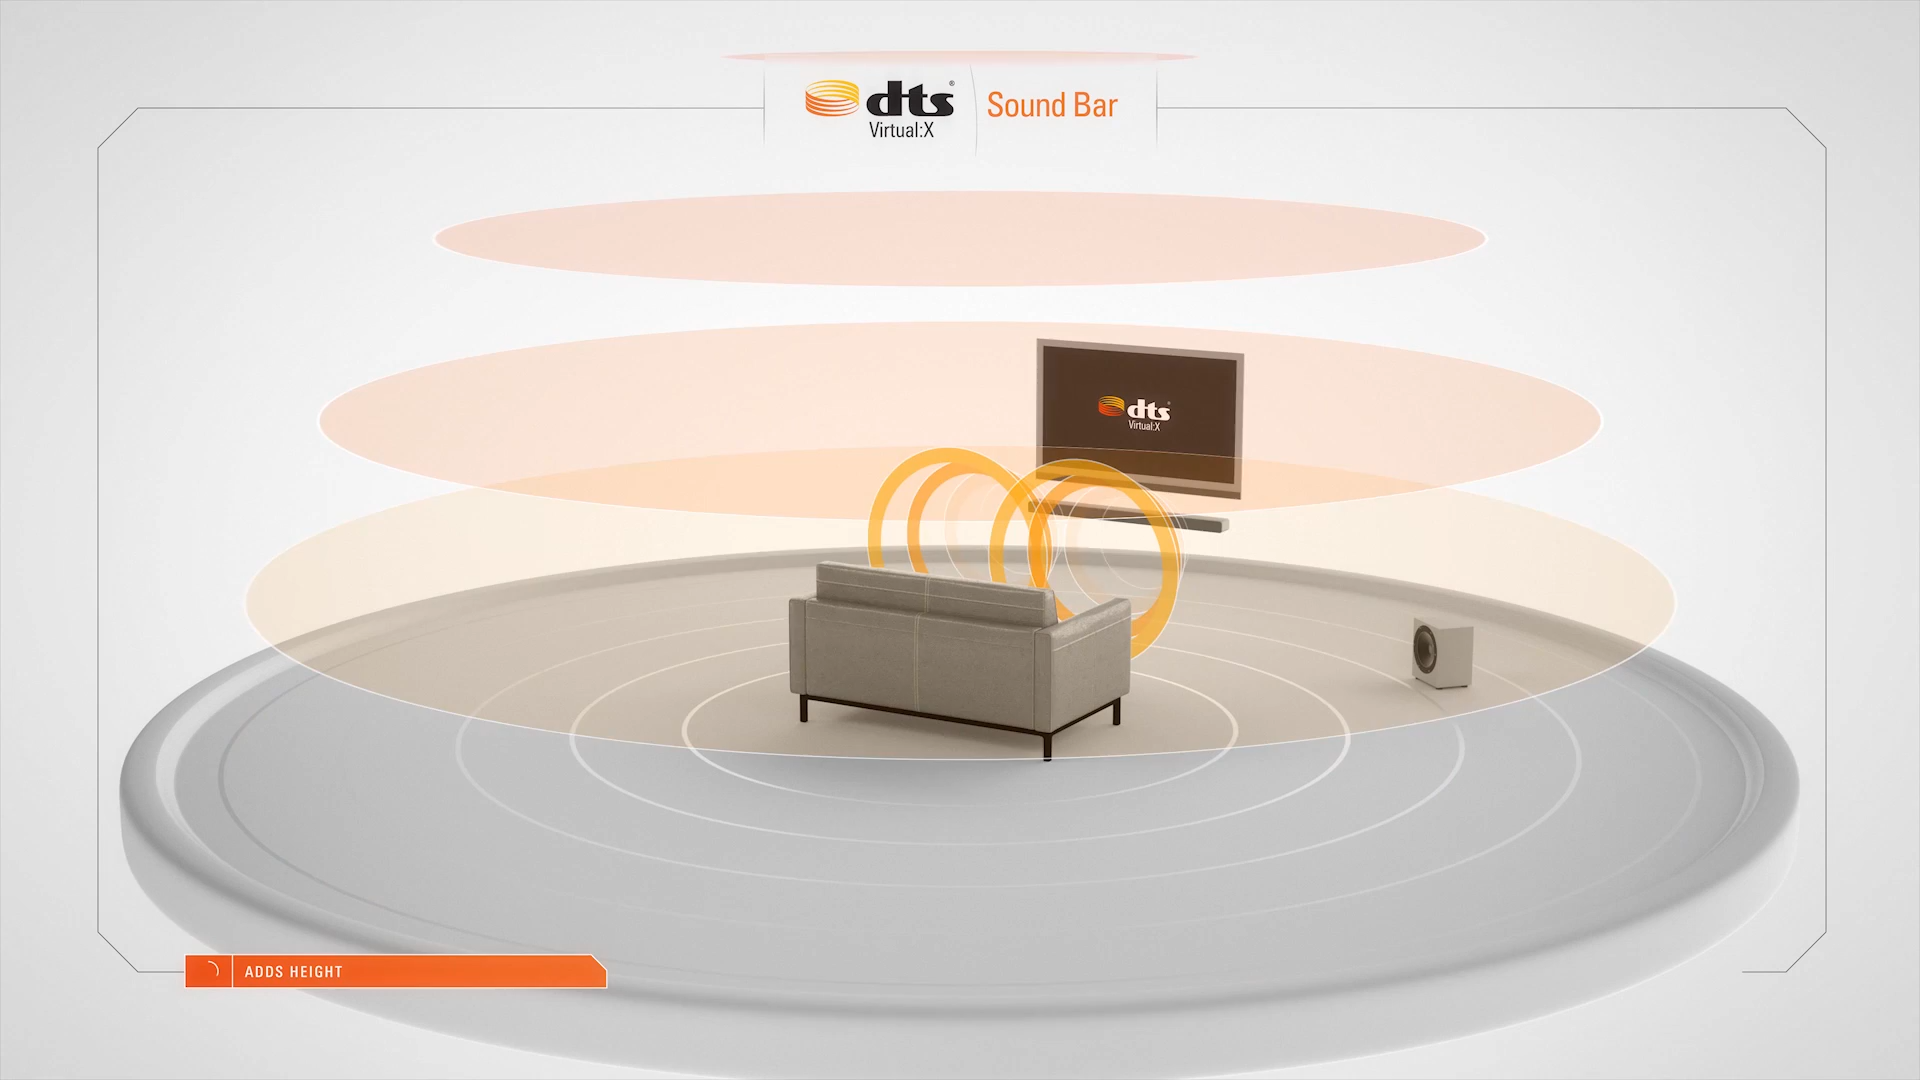 dts®
Virtual:X
Sound Bar
dts®
Virtual:X
ADDS HEIGHT